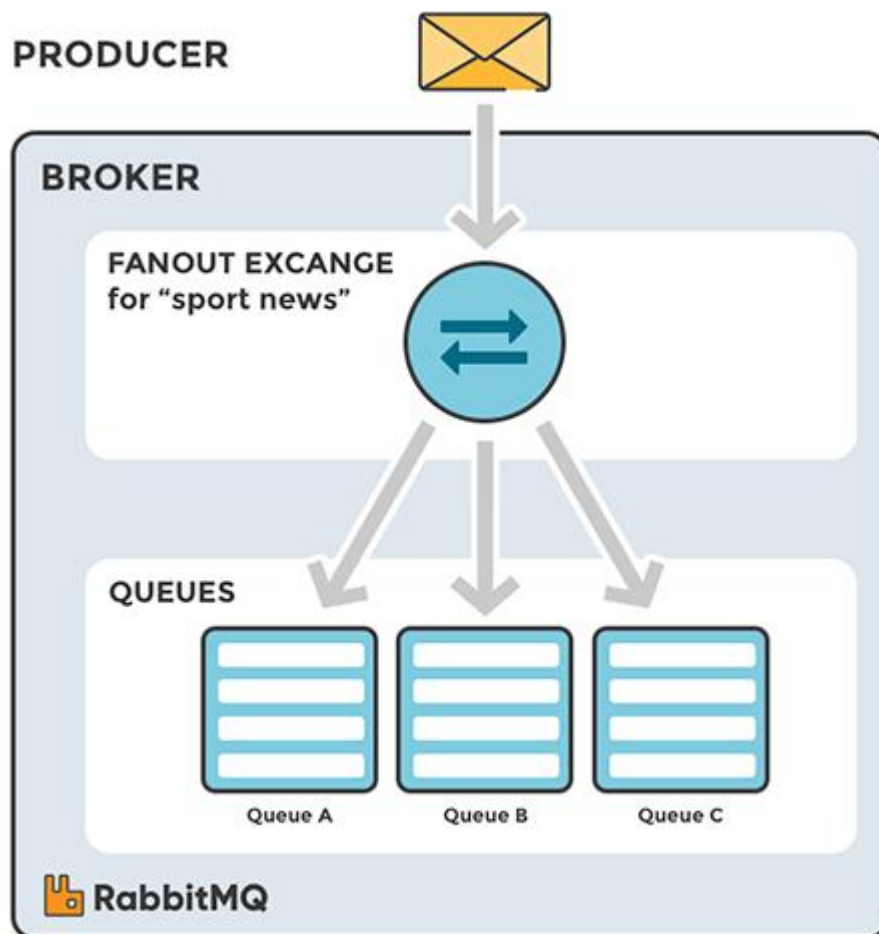 PRODUCER
BROKER
FANOUT EXCANGE
for “sport news”
QUEUES
Queue A
Queue B
Queue C
RabbitMQ